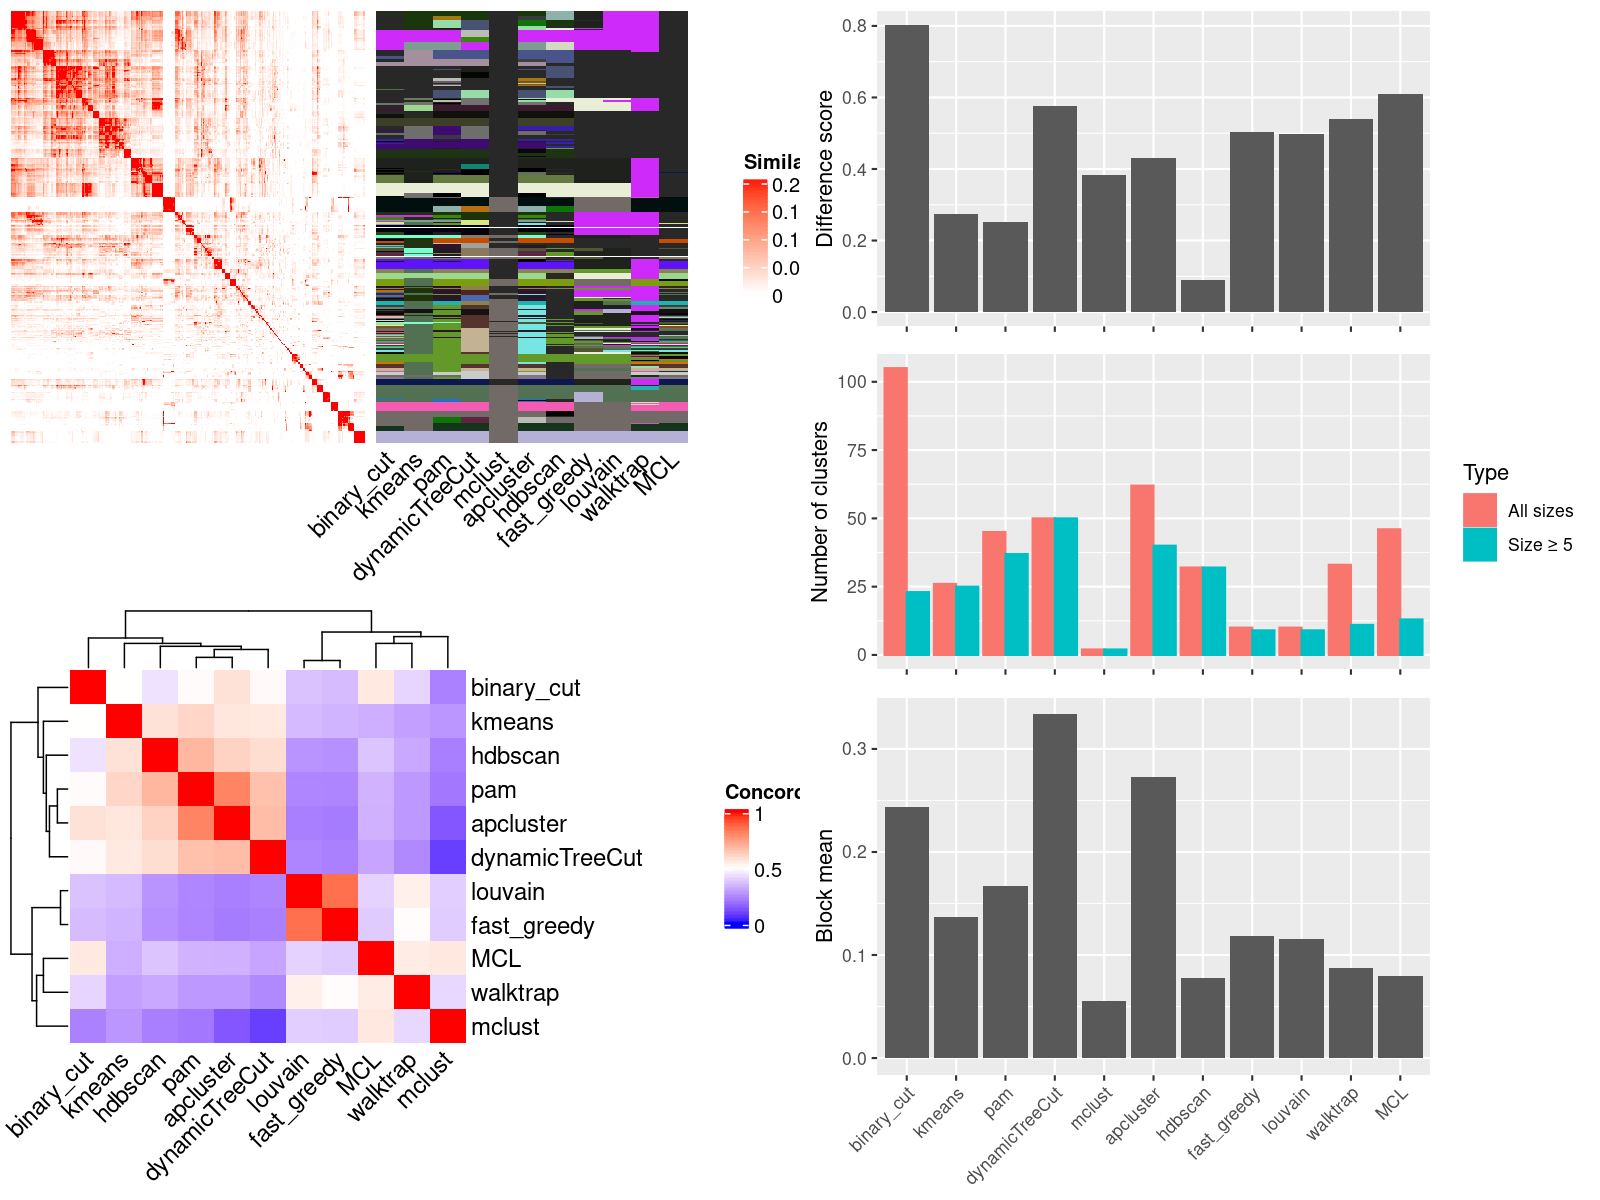 Simila
0.2
0.1
0.1
0.0
0
binary_cut
kmeans
pam
dynamicTreeCut
mclust
apcluster
hdbscan
fast_greedy
louvain
walktrap
MCL
binary_cut
kmeans
hdbscan
pam
apcluster
dynamicTreeCut
louvain
fast_greedy
MCL
walktrap
mclust
binary_cut
kmeans
hdbscan
pam
apcluster
dynamicTreeCut
louvain
fast_greedy
MCL
walktrap
mclust
Concord
1
0.5
0
Difference score
0.8
0.6
0.4
0.2
0.0
Number of clusters
100
75
50
25
0
Type
All sizes
Size ≥ 5
Block mean
0.3
0.2
0.1
0.0
binary_cut
kmeans
pam
dynamicTreeCut
mclust
apcluster
hdbscan
fast_greedy
louvain
walktrap
MCL